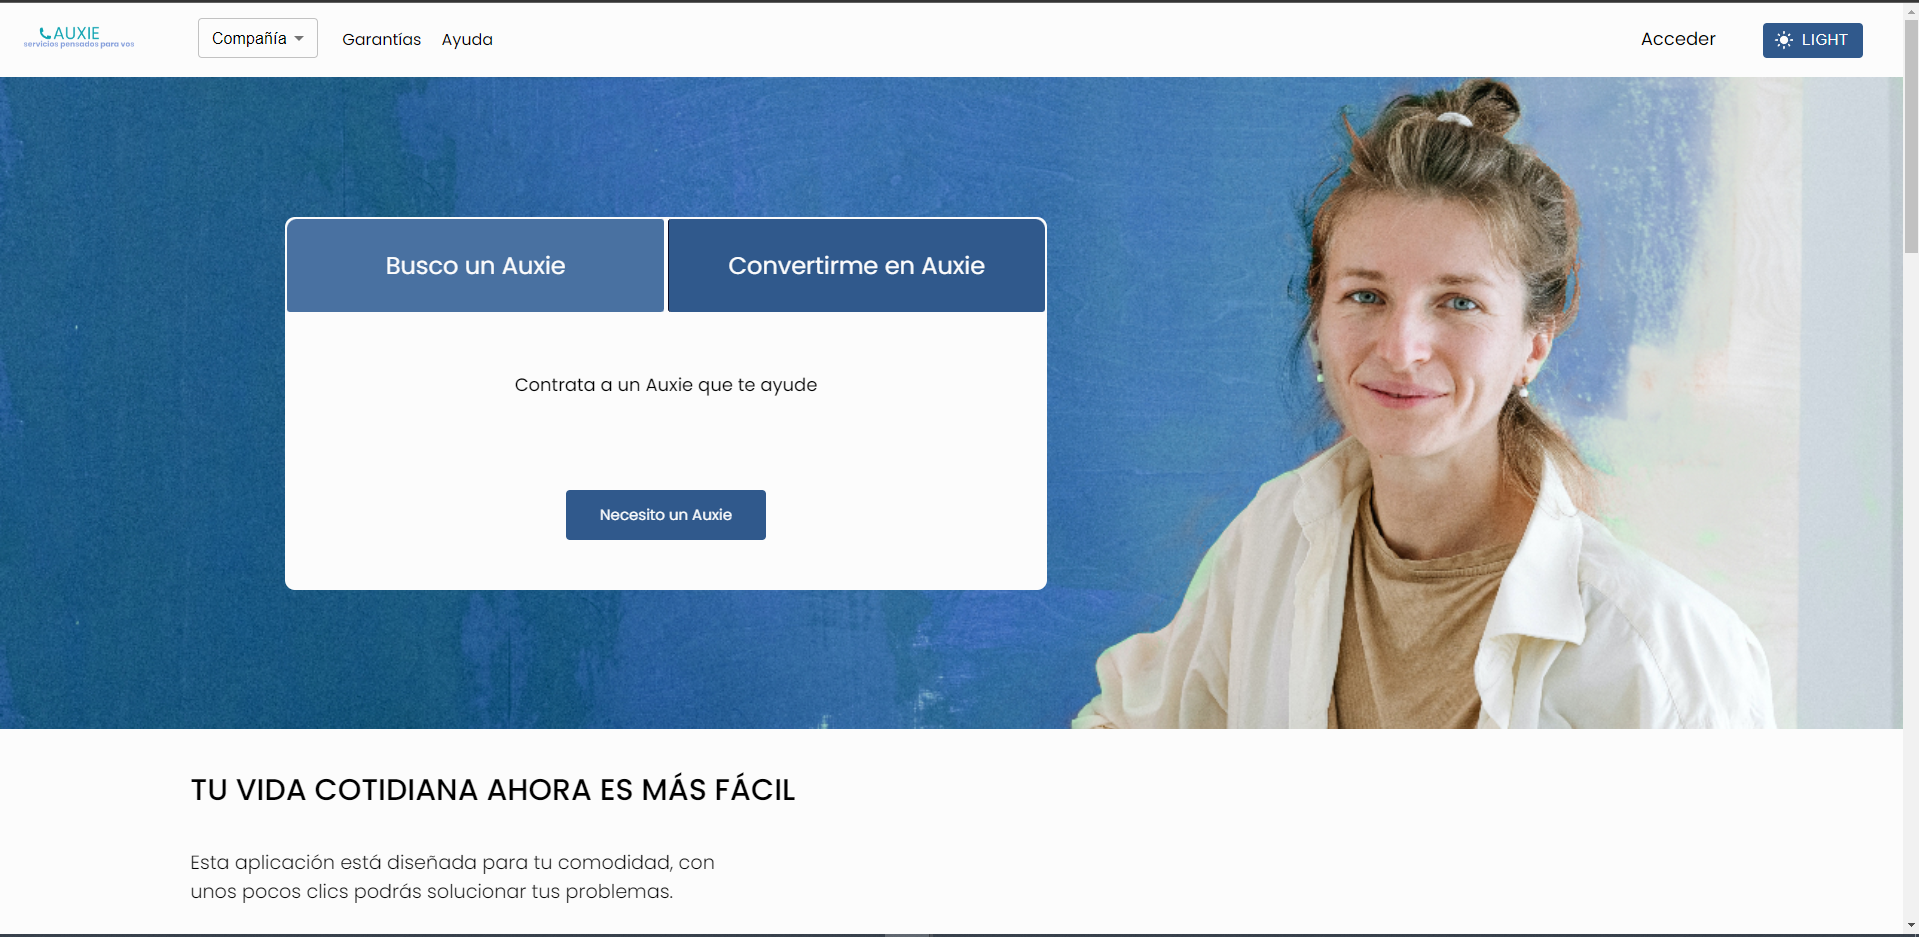 AUXIE
servicios pensados para vos
Compañía
Garantías
Ayuda
Acceder
LIGHT
Busco un Auxie
Convertirme en Auxie
Contrata a un Auxie que te ayude
Necesito un Auxie
TU VIDA COTIDIANA AHORA ES MÁS FÁCIL
Esta aplicación está diseñada para tu comodidad, con
unos pocos clics podrás solucionar tus problemas.